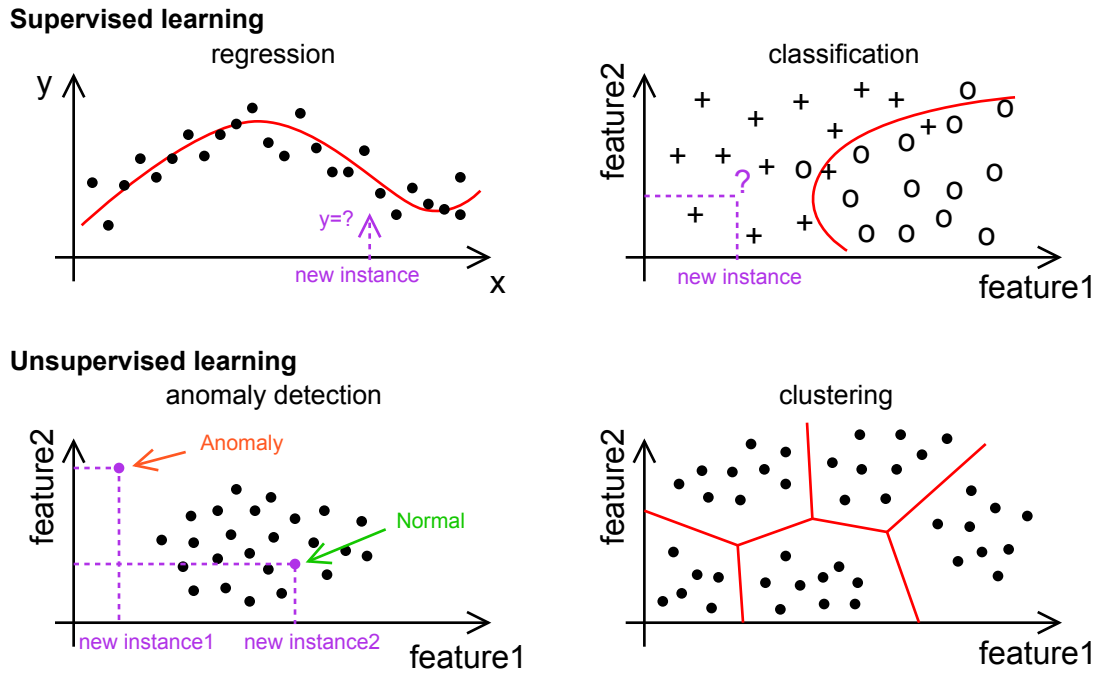 Supervised learning
regression
y
y=?
new instance
x
classification
feature2
?
new instance
feature1
Unsupervised learning
anomaly detection
feature2
Anomaly
Normal
new instance1
new instance2
feature1
clustering
feature2
feature1